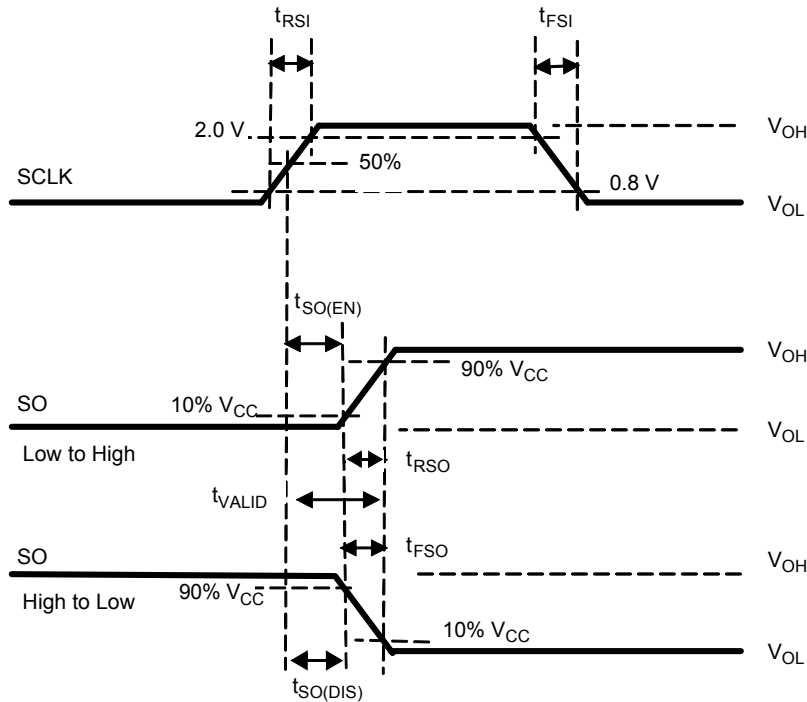 tRSI
tFSI
2.0 V
VOH
50%
SCLK
0.8 V
VOL
tSO(EN)
VOH
90% VCC
SO
10% VCC
VOL
Low to High
tRSO
tVALID
tFSO
SO
VOH
High to Low
90% VCC
10% VCC
VOL
tSO(DIS)